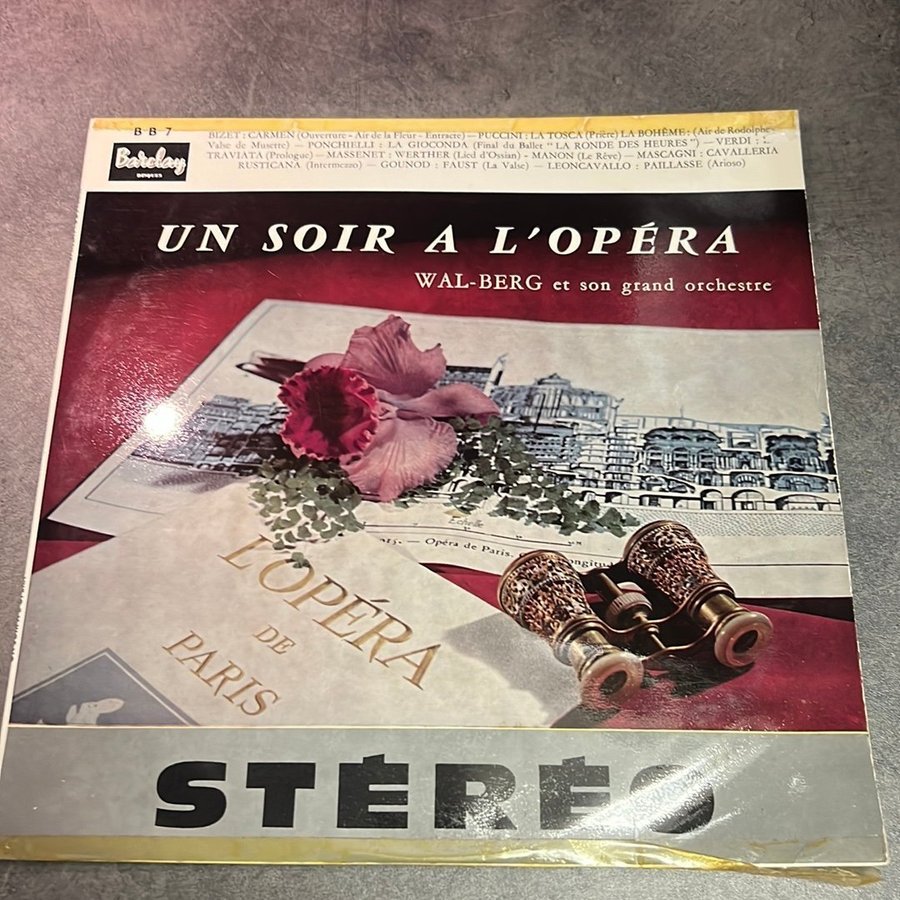 B B 7
Barclay
DISQUES
BIZET : CARMEN (Ouverture - Air de la Fleur - Entracte) — PUCCINI : LA TOSCA (Prière) LA BOHÈME : (Air de Rodolphe -
Valse de Musette) — PONCHIELLI : LA GIOCONDA (Final du Ballet " LA RONDE DES HEURES ") — VERDI :
TRAVIATA (Prologue) — MASSENET : WERTHER (Lied d'Ossian) - MANON (Le Rêve) — MASCAGNI : CAVALLERIA
RUSTICANA (Intermezzo) — GOUNOD : FAUST (La Valse) — LEONCAVALLO : PAILLASSE (Arioso)
UN SOIR A L'OPÉRA
WAL-BERG et son grand orchestre
Echelle
— Opéra de Paris.
L'OPÉRA
DE
PARIS
STÉRÉO